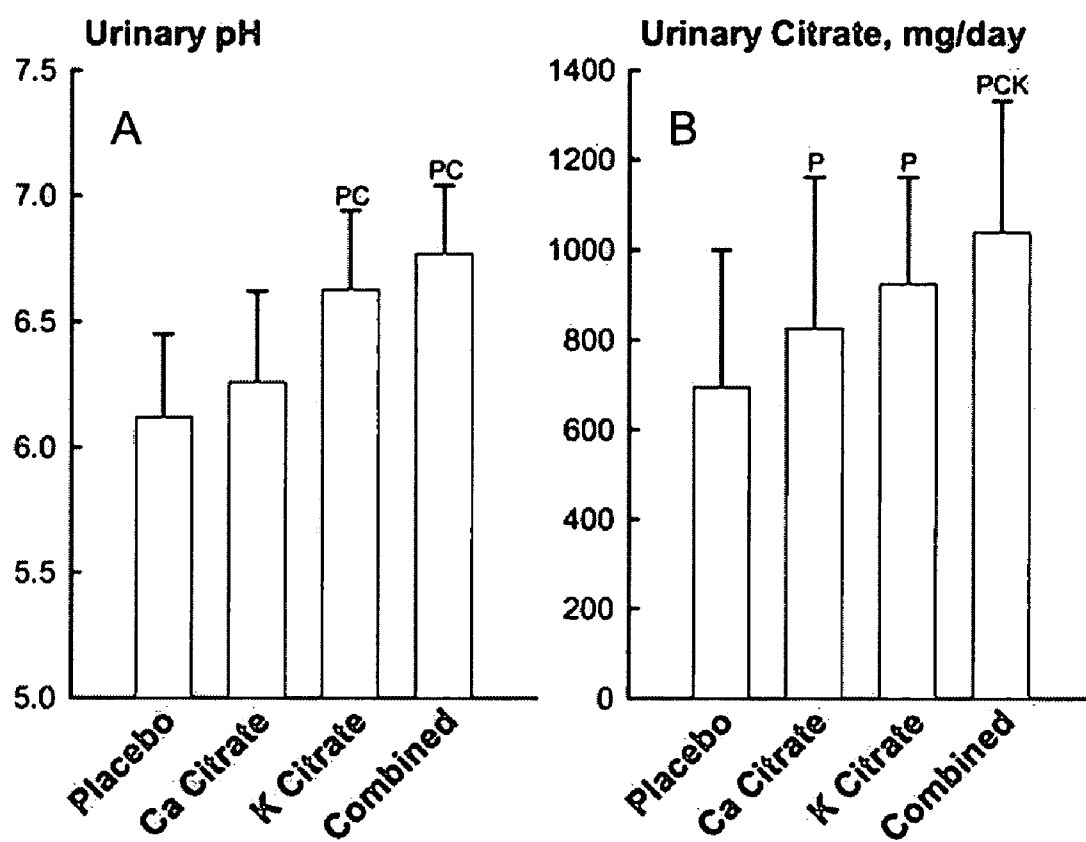 Urinary pH
7.5
7.0
6.5
6.0
5.5
5.0
A
PC
PC
Placebo
Ca Citrate
K Citrate
Combined
Urinary Citrate, mg/day
1400
1200
1000
800
600
400
200
0
B
P
P
PCK
Placebo
Ca Citrate
K Citrate
Combined